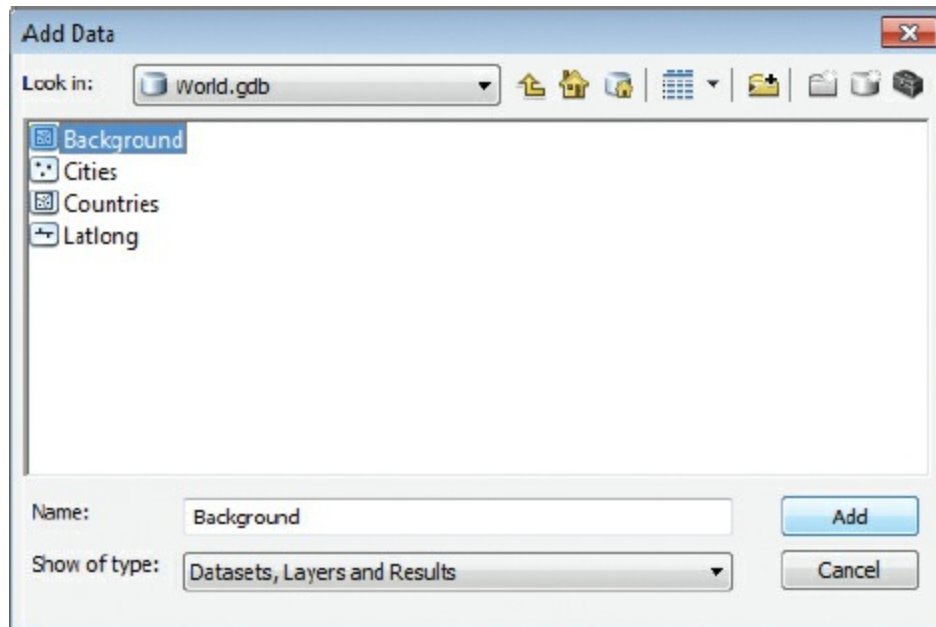 Add Data
Look in: World.gdb
Background
Cities
Countries
Latlong
Name: Background Add
Show of type: Datasets, Layers and Results Cancel